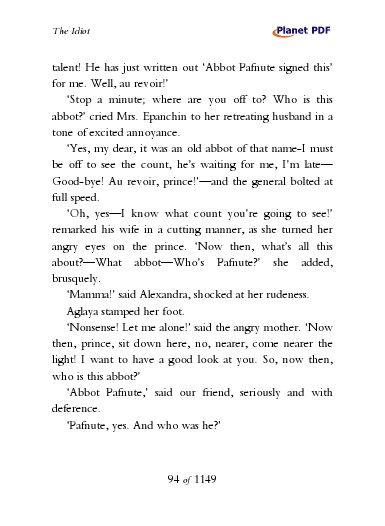 The Idiot
Planet PDF
talent! He has just written out ‘Abbot Pafnute signed this’
for me. Well, au revoir!’
‘Stop a minute; where are you off to? Who is this
abbot?’ cried Mrs. Epanchin to her retreating husband in a
tone of excited annoyance.
‘Yes, my dear, it was an old abbot of that name-I must
be off to see the count, he’s waiting for me, I’m late—
Good-bye! Au revoir, prince!’—and the general bolted at
full speed.
‘Oh, yes—I know what count you’re going to see!’
remarked his wife in a cutting manner, as she turned her
angry eyes on the prince. ‘Now then, what’s all this
about?—What abbot—Who’s Pafnute?’ she added,
brusquely.
‘Mamma!’ said Alexandra, shocked at her rudeness.
Aglaya stamped her foot.
‘Nonsense! Let me alone!’ said the angry mother. ‘Now
then, prince, sit down here, no, nearer, come nearer the
light! I want to have a good look at you. So, now then,
who is this abbot?’
‘Abbot Pafnute,’ said our friend, seriously and with
deference.
‘Pafnute, yes. And who was he?’
94 of 1149